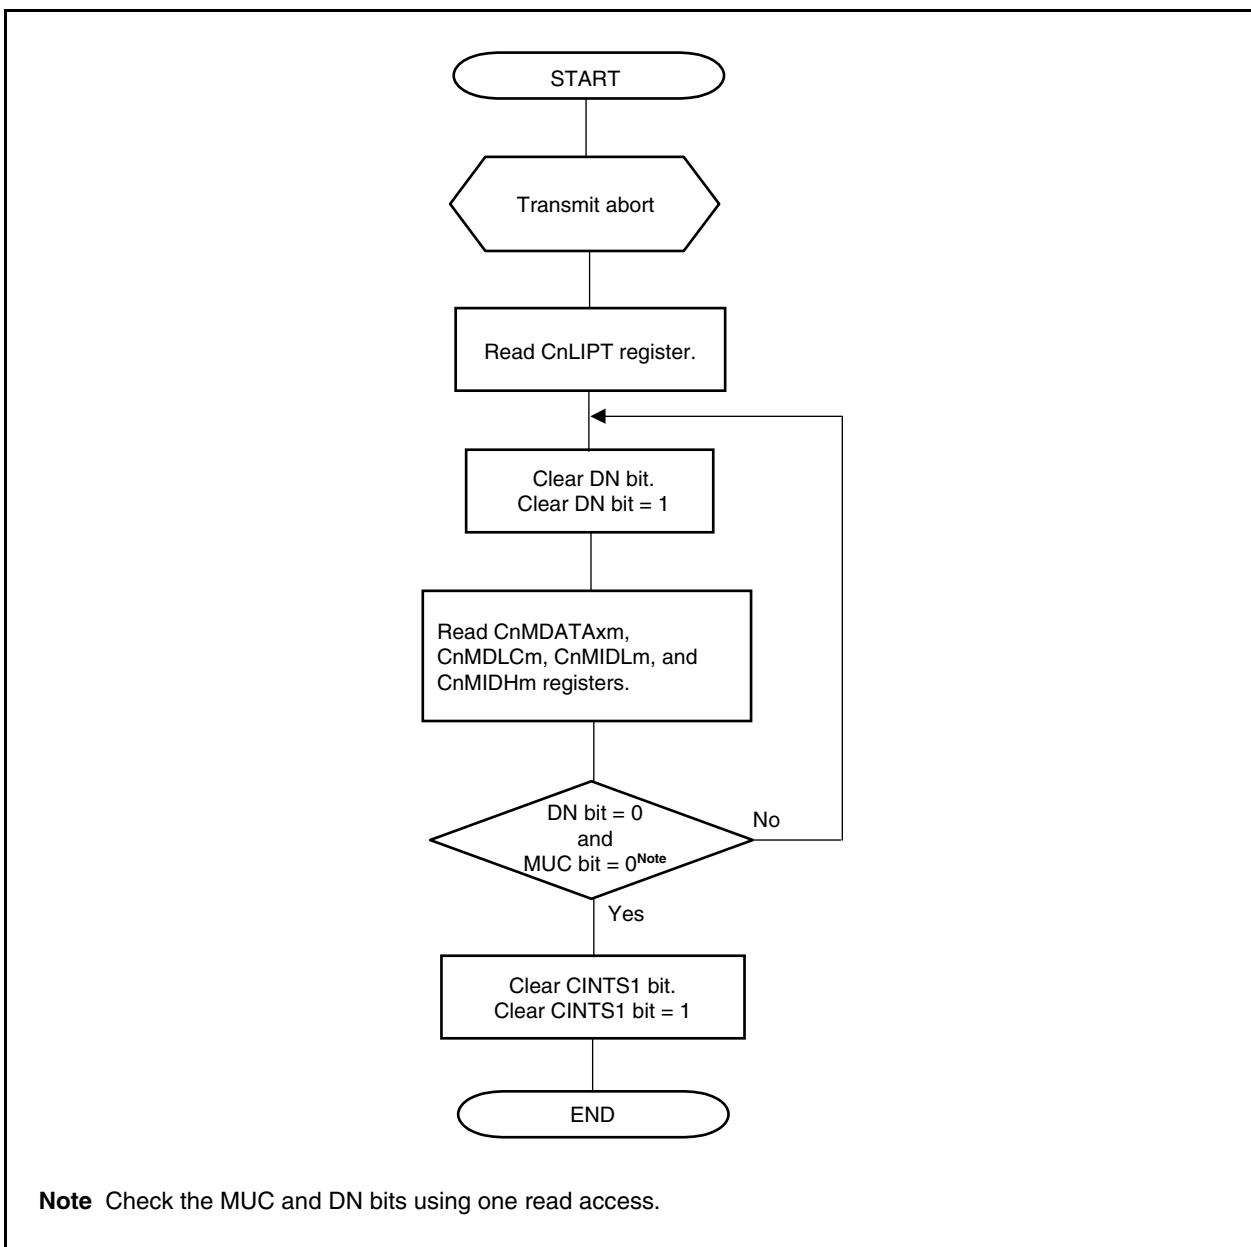 START
Transmit abort
Read CnLIPT register.
Clear DN bit.
Clear DN bit = 1
Read CnMDATAxm,
CnMDLCm, CnMIDLm, and
CnMIDHm registers.
DN bit = 0
and
MUC bit = 0Note
No
Yes
Clear CINTS1 bit.
Clear CINTS1 bit = 1
END
Note Check the MUC and DN bits using one read access.